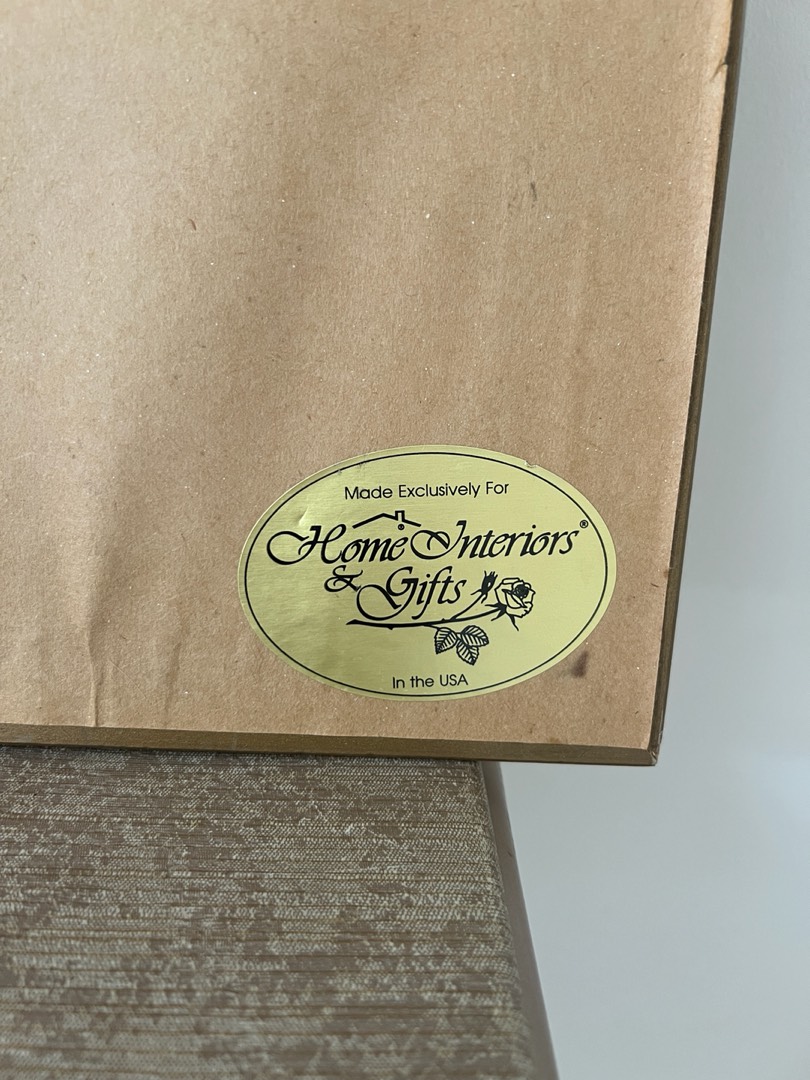 Made Exclusively For
Home Interiors®
& Gifts
In the USA